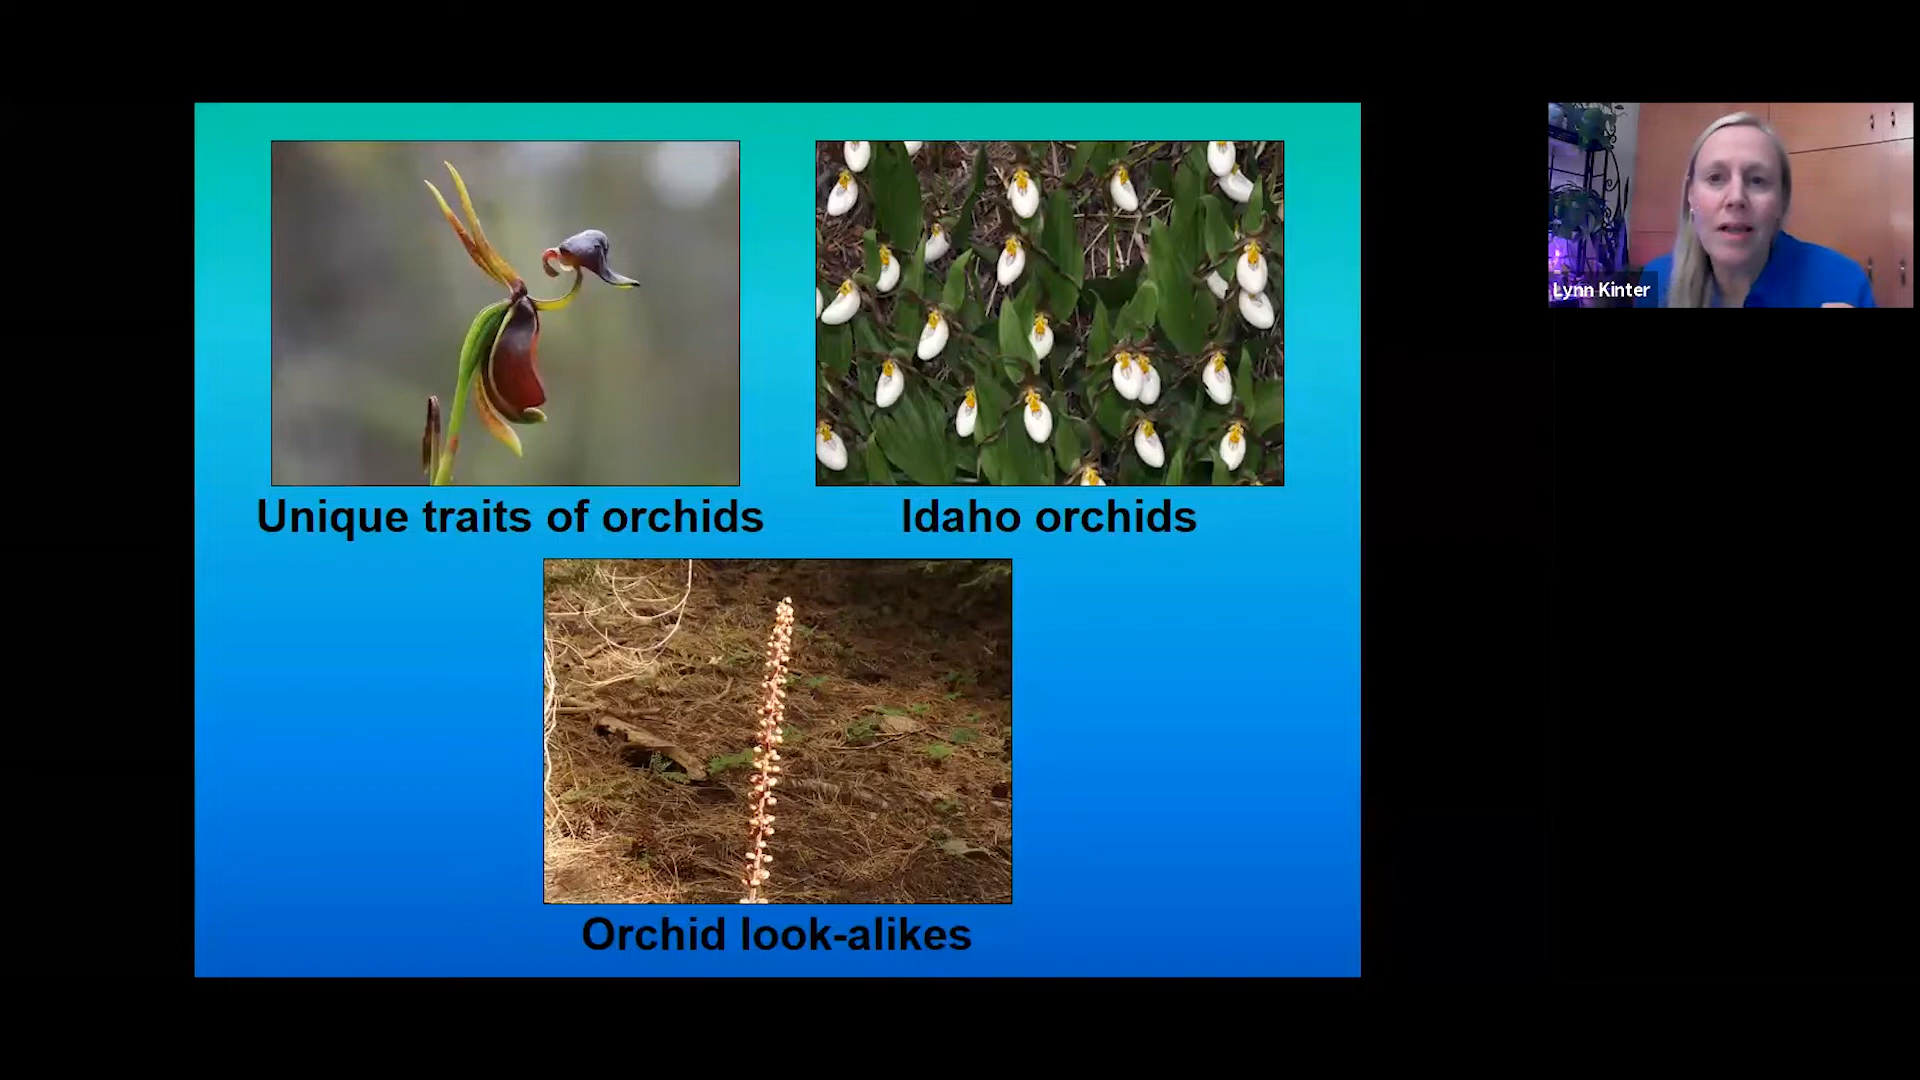 Lynn Kinter
Unique traits of orchids
Idaho orchids
Orchid look-alikes